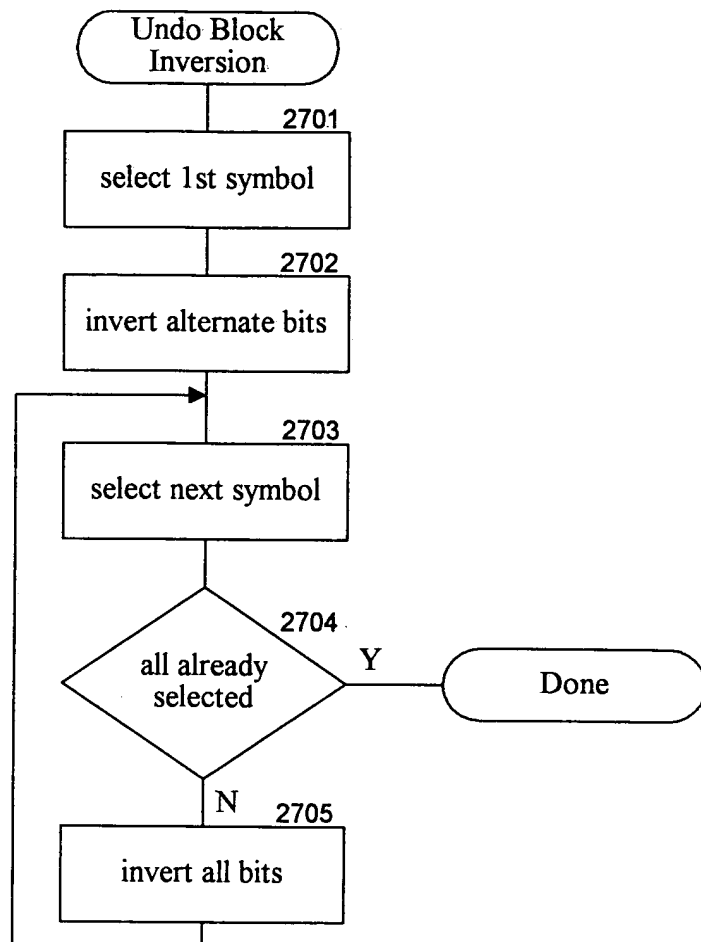 Undo Block
Inversion
2701
select 1st symbol
2702
invert alternate bits
2703
select next symbol
2704
all already
selected
Y
Done
N
2705
invert all bits